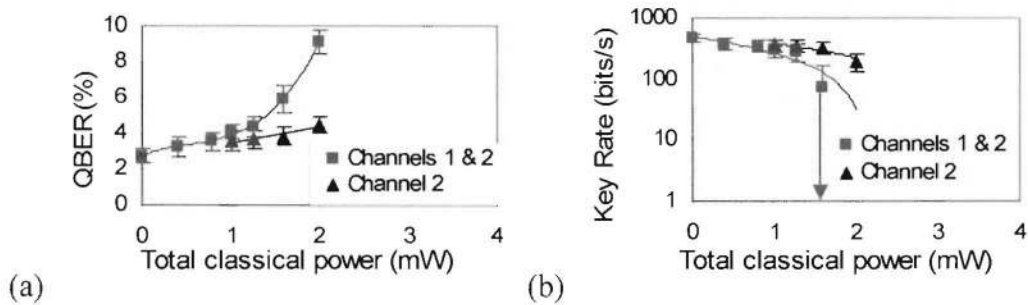 (a)
QBER (%)
10
8
6
4
2
0
Channels 1 & 2
Channel 2
0 1 2 3 4
Total classical power (mW)
(b)
Key Rate (bits/s)
1000
100
10
1
Channels 1 & 2
Channel 2
0 1 2 3 4
Total classical power (mW)